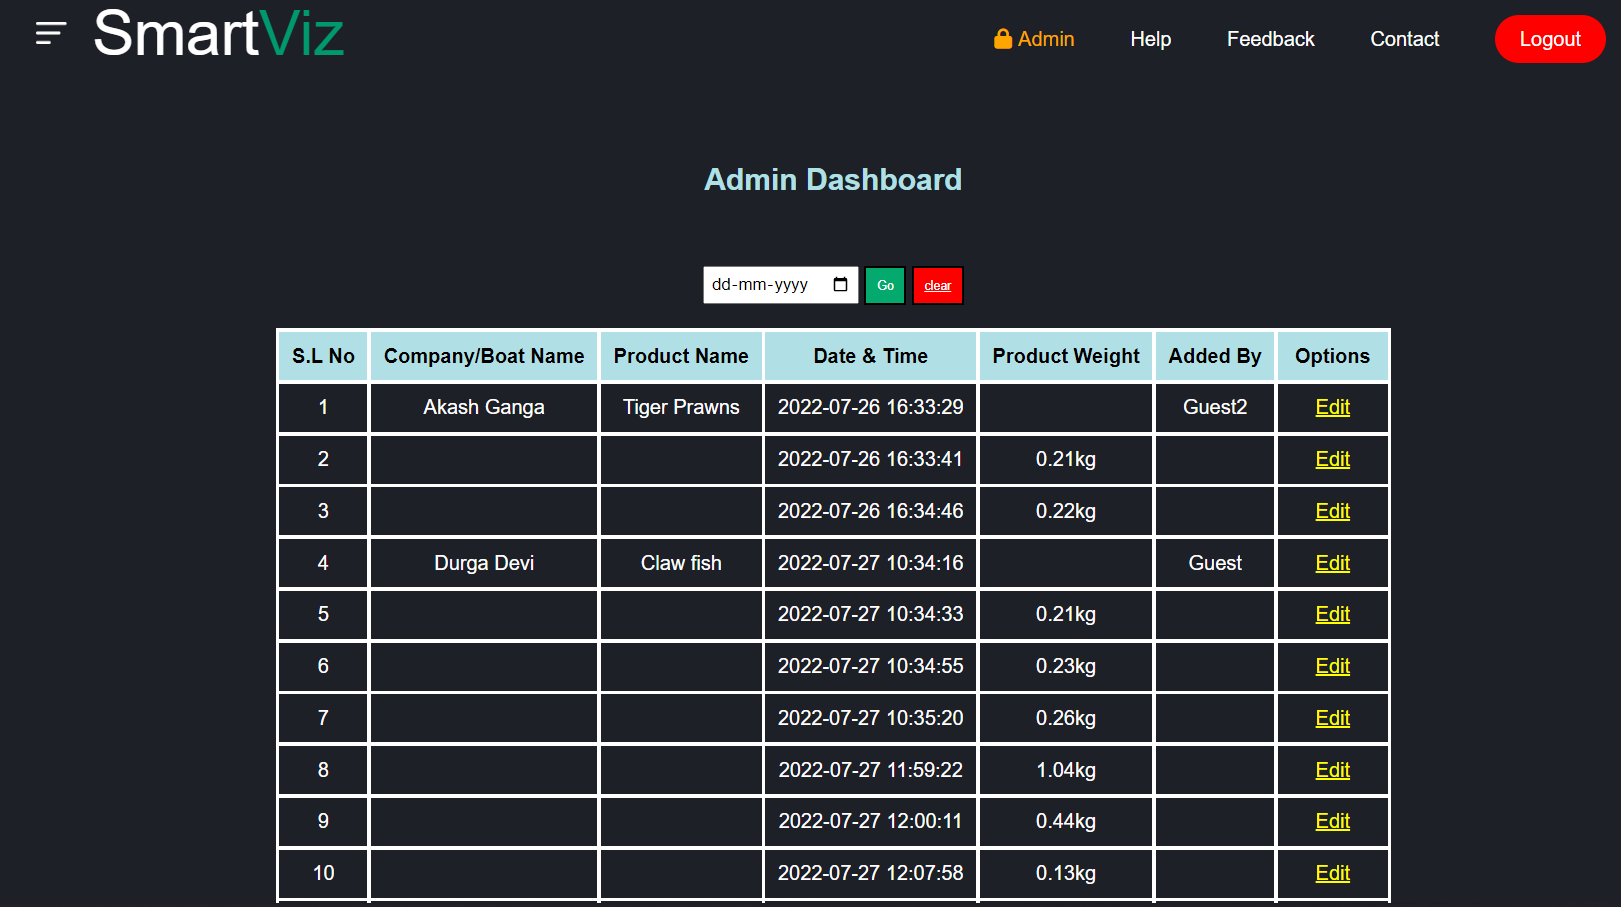 SmartViz
Admin Help Feedback Contact Logout
Admin Dashboard
dd-mm-yyyy Go clear
S.L No Company/Boat Name Product Name Date & Time Product Weight Added By Options
1 Akash Ganga Tiger Prawns 2022-07-26 16:33:29 Guest2 Edit
2 2022-07-26 16:33:41 0.21kg Edit
3 2022-07-26 16:34:46 0.22kg Edit
4 Durga Devi Claw fish 2022-07-27 10:34:16 Guest Edit
5 2022-07-27 10:34:33 0.21kg Edit
6 2022-07-27 10:34:55 0.23kg Edit
7 2022-07-27 10:35:20 0.26kg Edit
8 2022-07-27 11:59:22 1.04kg Edit
9 2022-07-27 12:00:11 0.44kg Edit
10 2022-07-27 12:07:58 0.13kg Edit